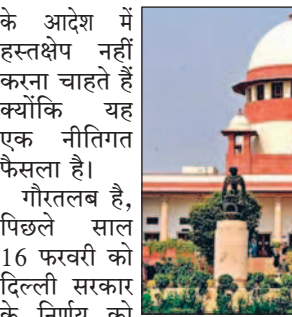 के आदेश में
हस्तक्षेप नहीं
करना चाहते हैं
क्योंकि यह
एक नीतिगत
फैसला है।
गौरतलब है,
पिछले साल
16 फरवरी को
दिल्ली सरकार
के निर्णय को